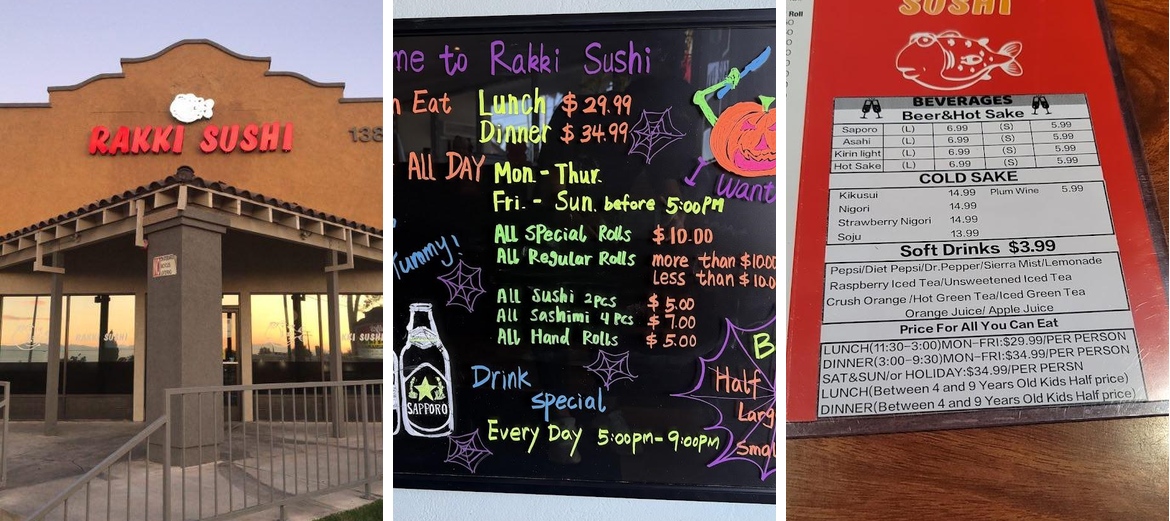 RAKKI SUSHI
138
me to Rakki Sushi
n Eat Lunch $29.99
Dinner $34.99
ALL DAY Mon.-Thur.
Fri. - Sun. before 5:00PM
I Want
Yummy!
ALL Special Rolls $10.00
ALL Regular Rolls more than $10.00
less than $10.0
ALL Sushi 2pcs $5.00
ALL Sashimi 4pcs $7.00
ALL Hand Rolls $5.00
SAPPORO
Drink
special
Every Day 5:00pm-9:00pm
B
Half
Larg
Smal
Roll
SUSHI
BEVERAGES
Beer&Hot Sake
Saporo (L) 6.99 (S) 5.99
Asahi (L) 6.99 (S) 5.99
Kirin light (L) 6.99 (S) 5.99
Hot Sake (L) 6.99 (S) 5.99
COLD SAKE
Kikusui 14.99 Plum Wine 5.99
Nigori 14.99
Strawberry Nigori 14.99
Soju 13.99
Soft Drinks $3.99
Pepsi/Diet Pepsi/Dr.Pepper/Sierra Mist/Lemonade
Raspberry Iced Tea/Unsweetened Iced Tea
Crush Orange /Hot Green Tea/Iced Green Tea
Orange Juice/ Apple Juice
Price For All You Can Eat
LUNCH(11:30-3:00)MON-FRI:$29.99/PER PERSON
DINNER(3:00-9:30)MON-FRI:$34.99/PER PERSON
SAT&SUN/or HOLIDAY:$34.99/PER PERSN
LUNCH(Between 4 and 9 Years Old Kids Half price)
DINNER(Between 4 and 9 Years Old Kids Half price)